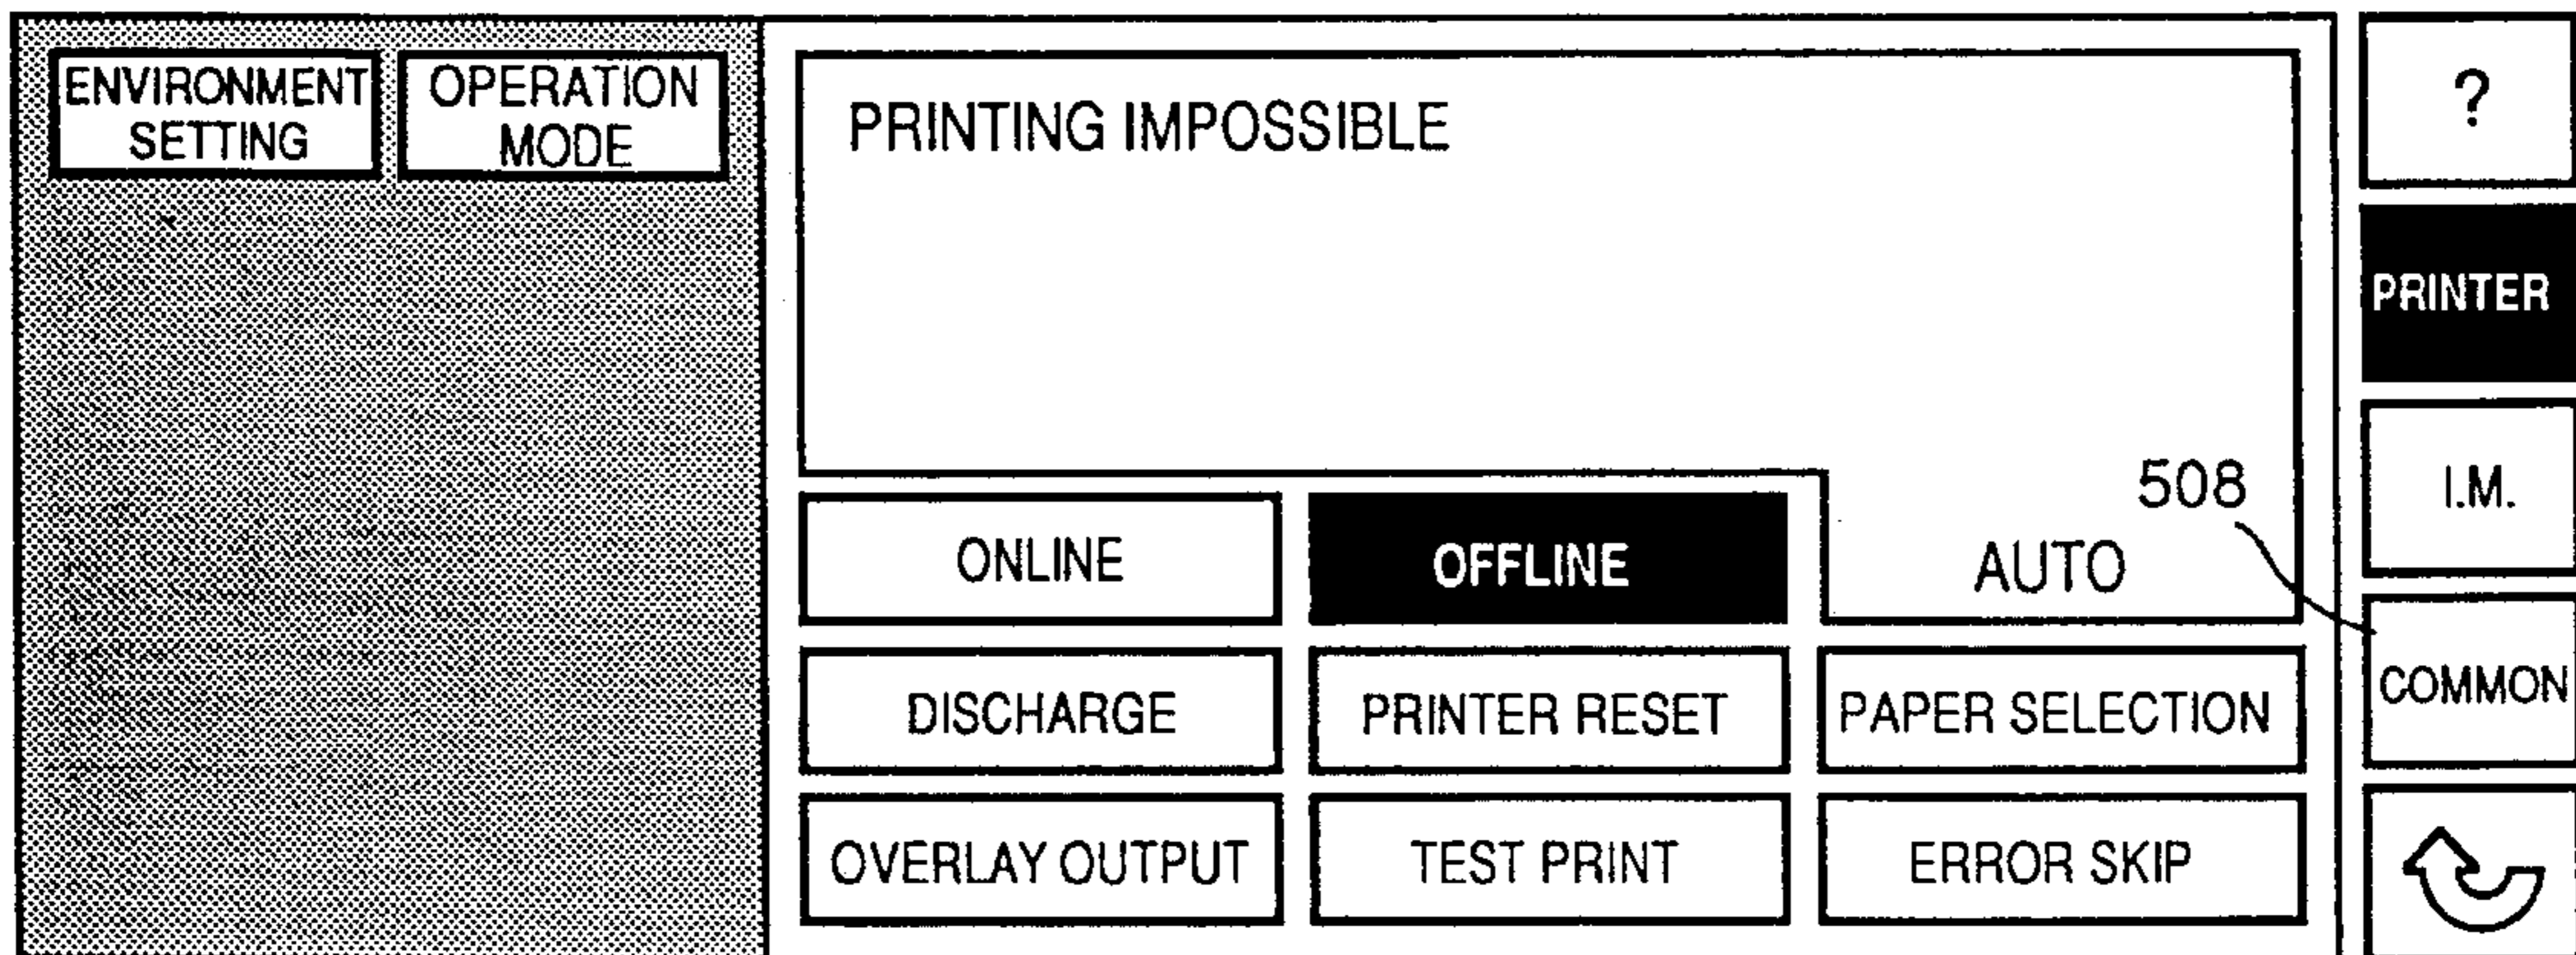 ENVIRONMENT
SETTING
OPERATION
MODE
PRINTING IMPOSSIBLE
ONLINE
OFFLINE
AUTO
DISCHARGE
PRINTER RESET
PAPER SELECTION
OVERLAY OUTPUT
TEST PRINT
ERROR SKIP
?
PRINTER
I.M.
508
COMMON